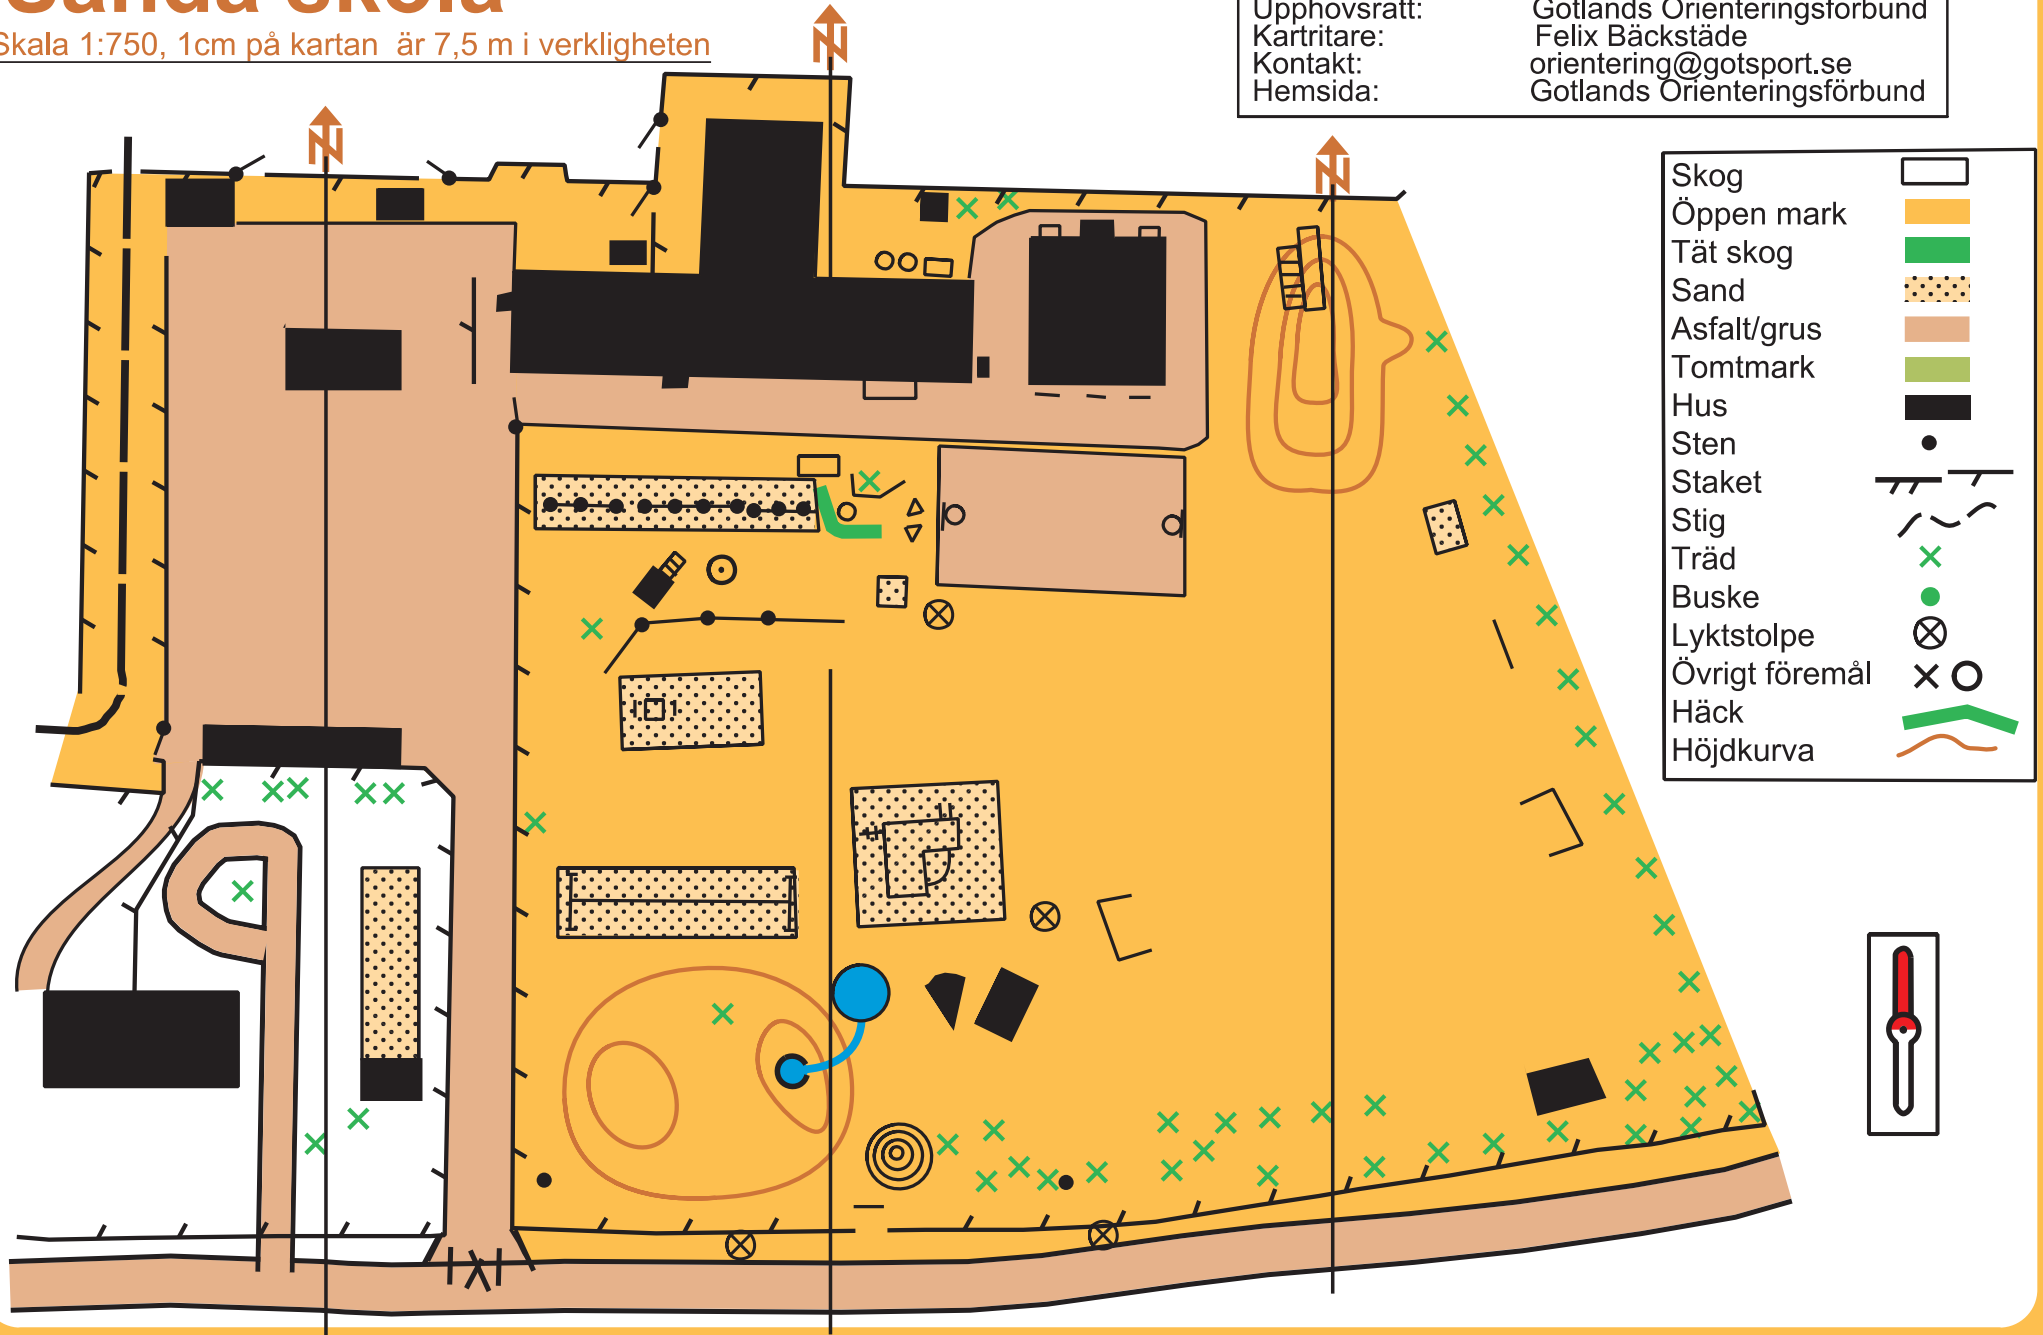 Sanda skola
Skala 1:750, 1cm på kartan är 7,5 m i verkligheten
Upphovsrätt: Gotlands Orienteringsförbund
Kartritare: Felix Bäckstäde
Kontakt: orientering@gotsport.se
Hemsida: Gotlands Orienteringsförbund
N
N
N
Skog
Öppen mark
Tät skog
Sand
Asfalt/grus
Tomtmark
Hus
Sten
Staket
Stig
Träd
Buske
Lyktstolpe
Övrigt föremål
Häck
Höjdkurva